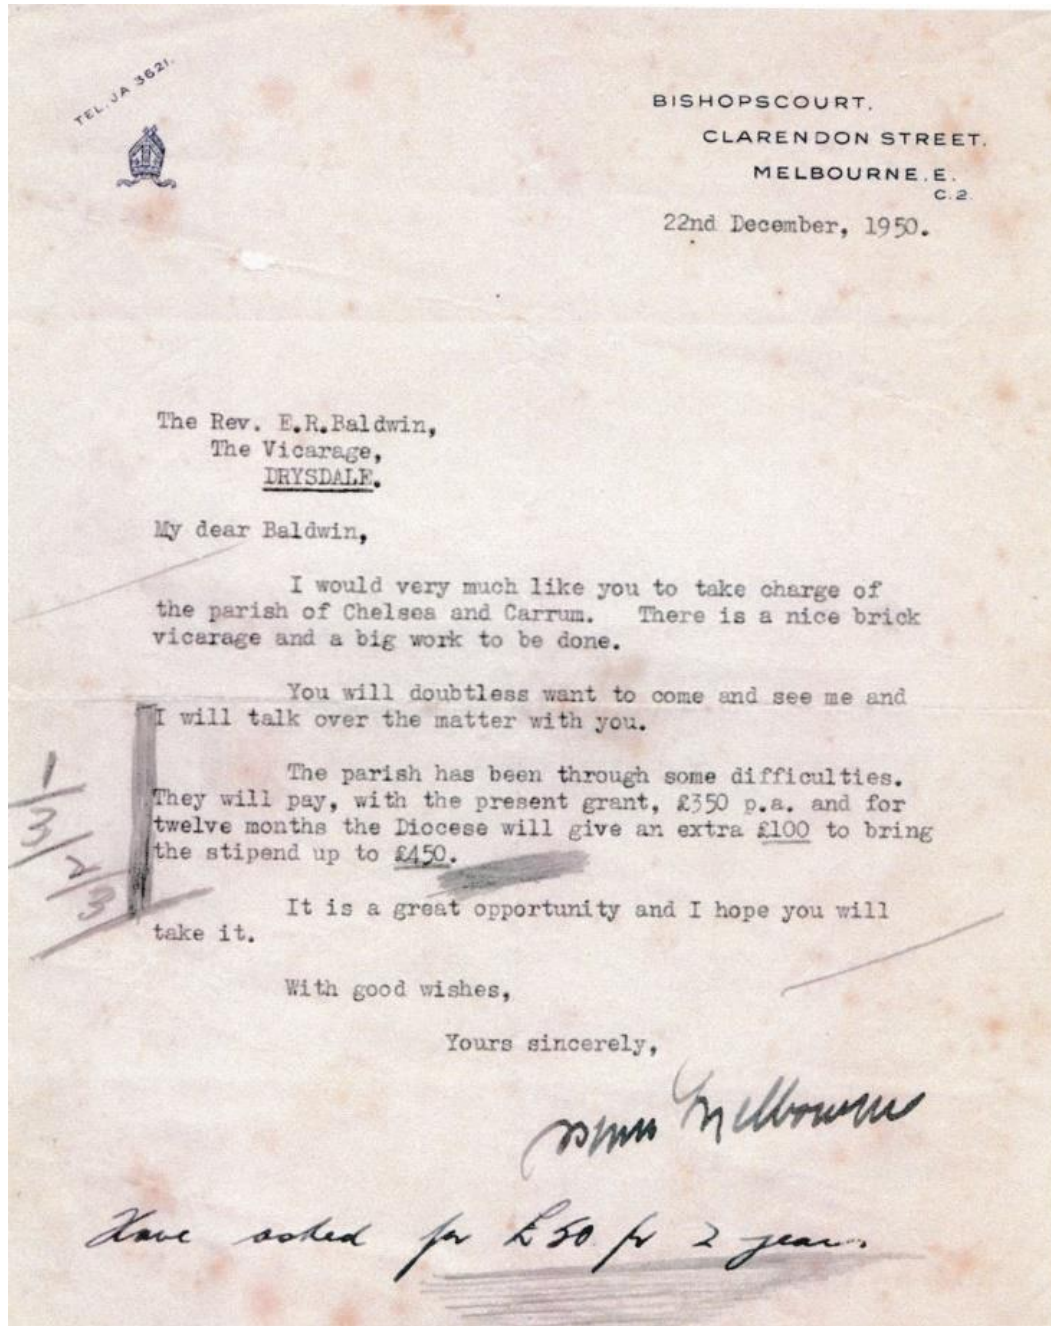 TEL. JA 3621.
BISHOPSCOURT,
CLARENDON STREET,
MELBOURNE, E.
C.2.
22nd December, 1950.
The Rev. E.R.Baldwin,
The Vicarage,
DRYSDALE.
My dear Baldwin,
I would very much like you to take charge of
the parish of Chelsea and Carrum. There is a nice brick
vicarage and a big work to be done.
You will doubtless want to come and see me and
I will talk over the matter with you.
The parish has been through some difficulties.
They will pay, with the present grant, £350 p.a. and for
twelve months the Diocese will give an extra £100 to bring
the stipend up to £450.
1/3/2/3
It is a great opportunity and I hope you will
take it.
With good wishes,
Yours sincerely,
Melbourne
Have asked for £50 for 2 years.